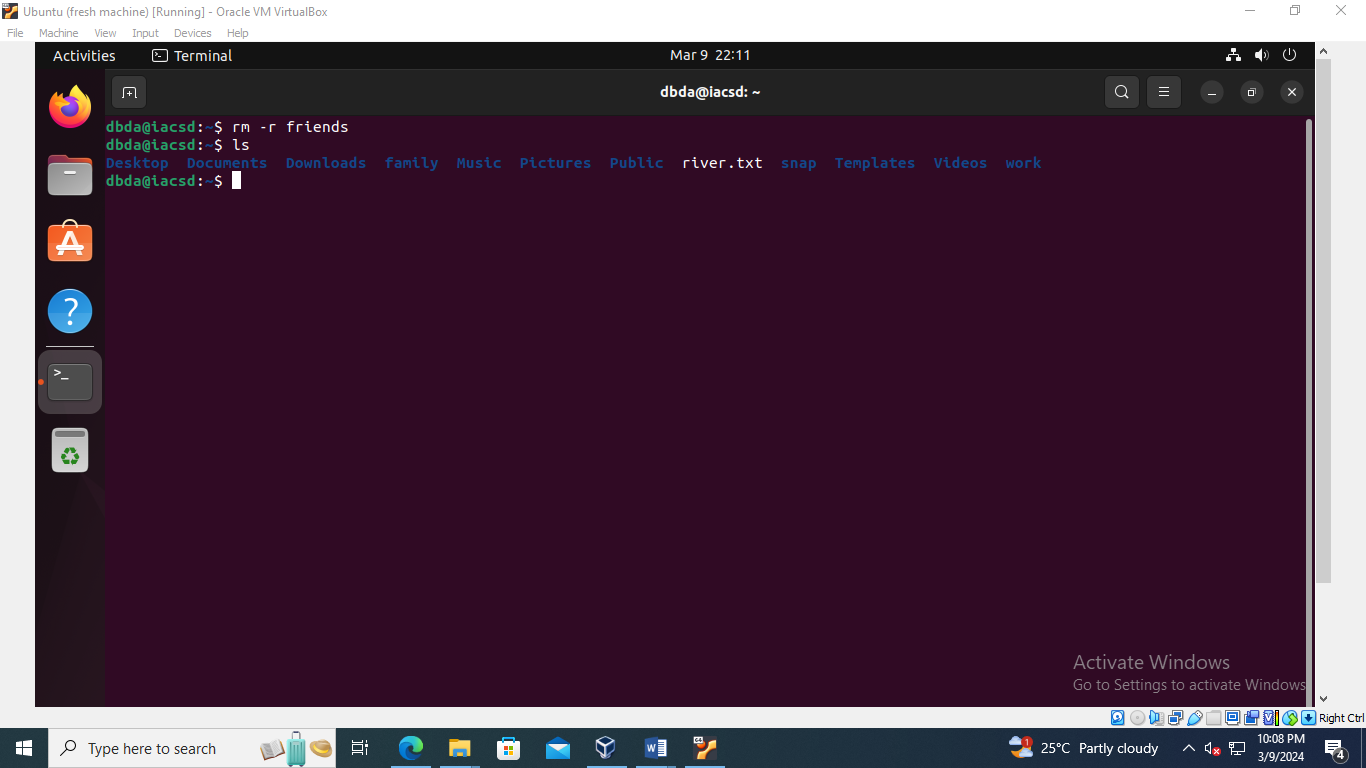 Ubuntu (fresh machine) [Running] - Oracle VM VirtualBox
File Machine View Input Devices Help
Activities Terminal Mar 9 22:11
dbda@iacsd: ~
dbda@iacsd:~$ rm -r friends
dbda@iacsd:~$ ls
Desktop Documents Downloads family Music Pictures Public river.txt snap Templates Videos work
dbda@iacsd:~$
Activate Windows
Go to Settings to activate Windows.
Right Ctrl
Type here to search
25°C Partly cloudy
10:08 PM
3/9/2024
4